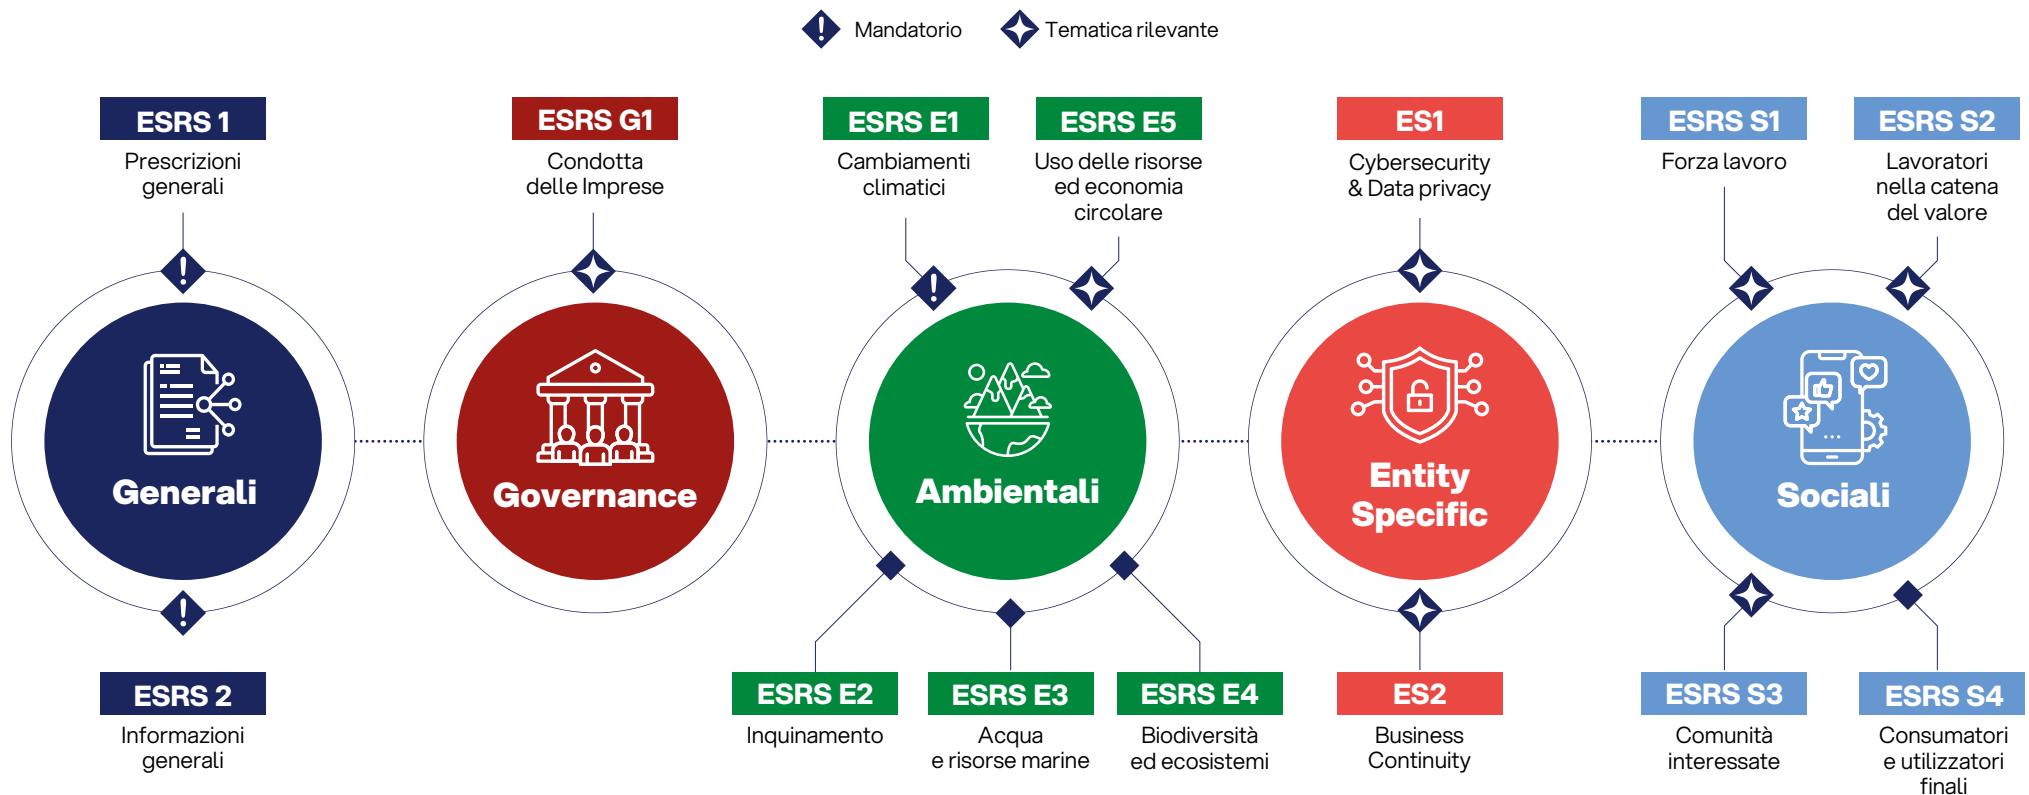 Mandatorio
Tematica rilevante
ESRS 1
Prescrizioni
generali
ESRS G1
Condotta
delle Imprese
ESRS E1
Cambiamenti
climatici
ESRS E5
Uso delle risorse
ed economia
circolare
ES1
Cybersecurity
& Data privacy
ESRS S1
Forza lavoro
ESRS S2
Lavoratori
nella catena
del valore
Generali
Governance
Ambientali
Entity
Specific
Sociali
ESRS 2
Informazioni
generali
ESRS E2
Inquinamento
ESRS E3
Acqua
e risorse marine
ESRS E4
Biodiversità
ed ecosistemi
ES2
Business
Continuity
ESRS S3
Comunità
interessate
ESRS S4
Consumatori
e utilizzatori
finali